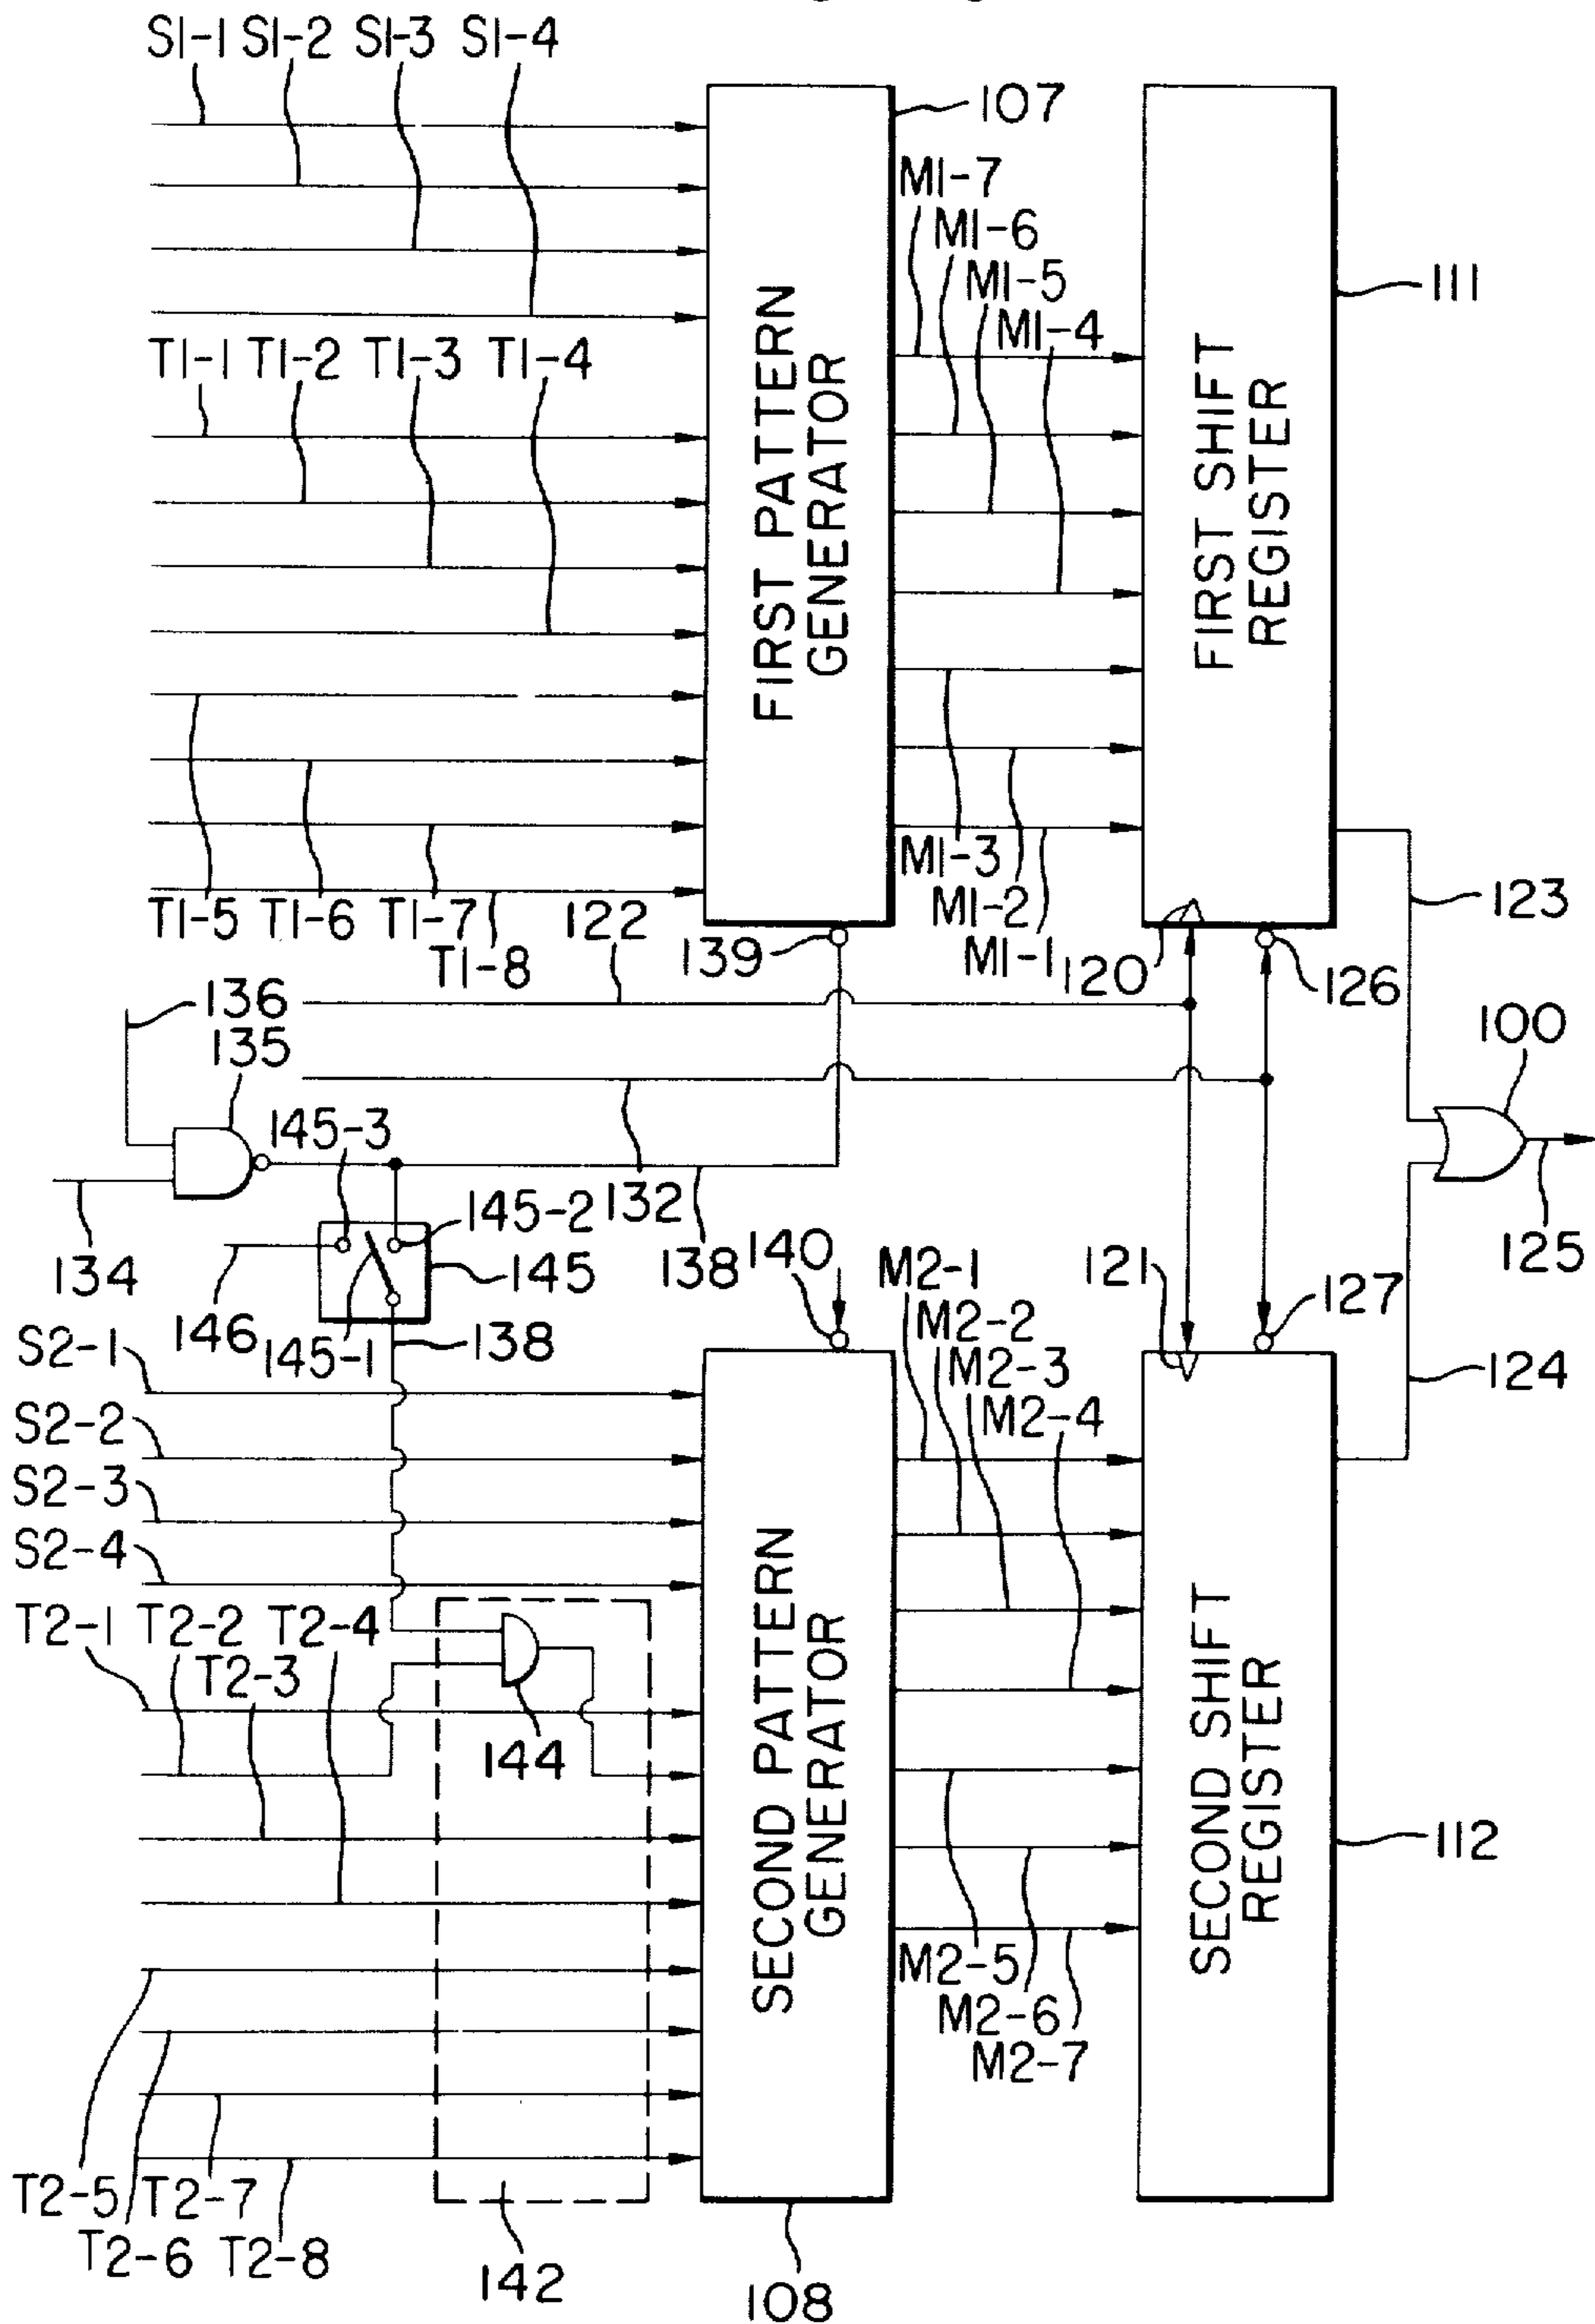 S1-1 S1-2 S1-3 S1-4
107
M1-7
M1-6
M1-5
M1-4
111
T1-1 T1-2 T1-3 T1-4
FIRST PATTERN
GENERATOR
FIRST SHIFT
REGISTER
M1-3
M1-2
M1-1
T1-5 T1-6 T1-7
T1-8
122
139
120
126
123
136
135
100
145-3
132
145-2
138
134
146
145-1
145
138
140
121
127
125
124
S2-1
S2-2
S2-3
S2-4
M2-1
M2-2
M2-3
M2-4
T2-1 T2-2 T2-4
T2-3
144
SECOND PATTERN
GENERATOR
SECOND SHIFT
REGISTER
112
M2-5
M2-6
M2-7
T2-5 T2-7
T2-6 T2-8
142
108